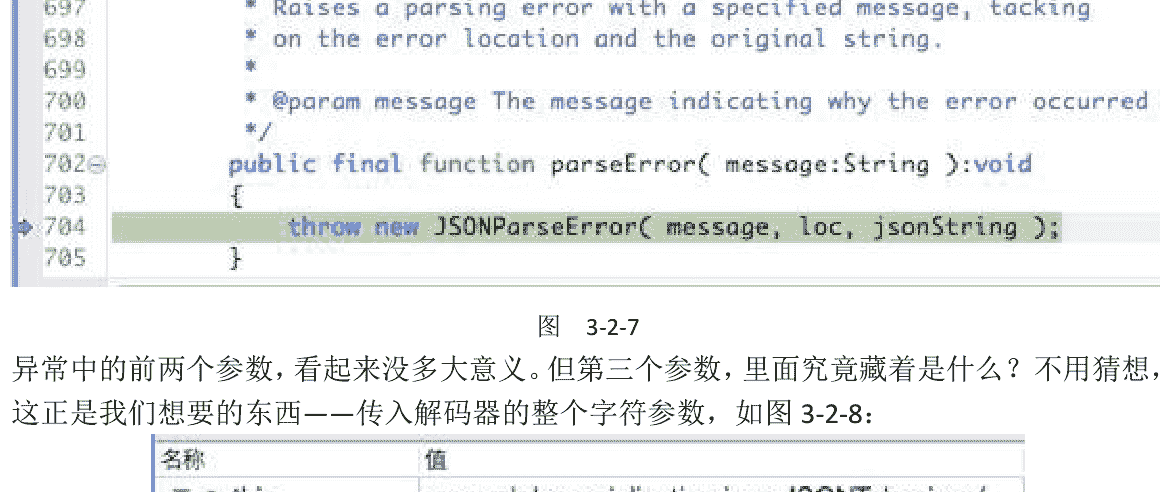 697 * Raises a parsing error with a specified message, tacking
698 * on the error location and the original string.
699 *
700 * @param message The message indicating why the error occurred
701 */
702 public final function parseError( message:String ):void
703 {
704 throw new JSONParseError( message, loc, jsonString );
705 }
图 3-2-7
异常中的前两个参数，看起来没多大意义。但第三个参数，里面究竟藏着是什么？不用猜想，
这正是我们想要的东西——传入解码器的整个字符参数，如图 3-2-8：
名称 值